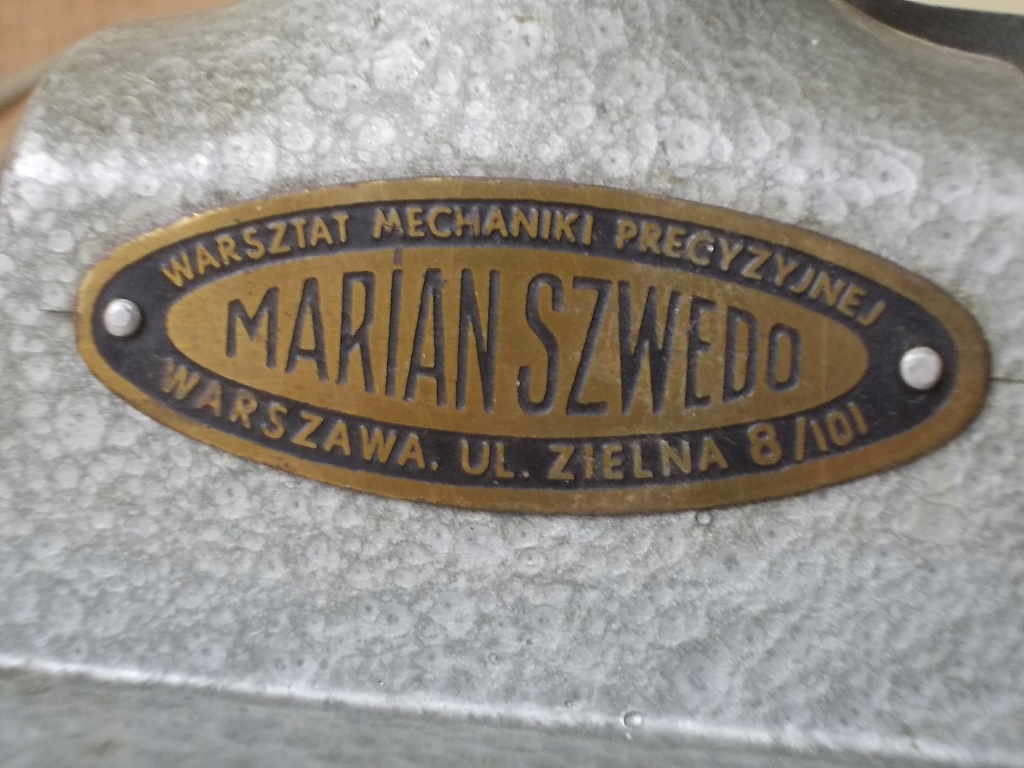 WARSZTAT MECHANIKI PRECYZYJNEJ
MARIAN SZWEDO
WARSZAWA. UL. ZIELNA 8/101